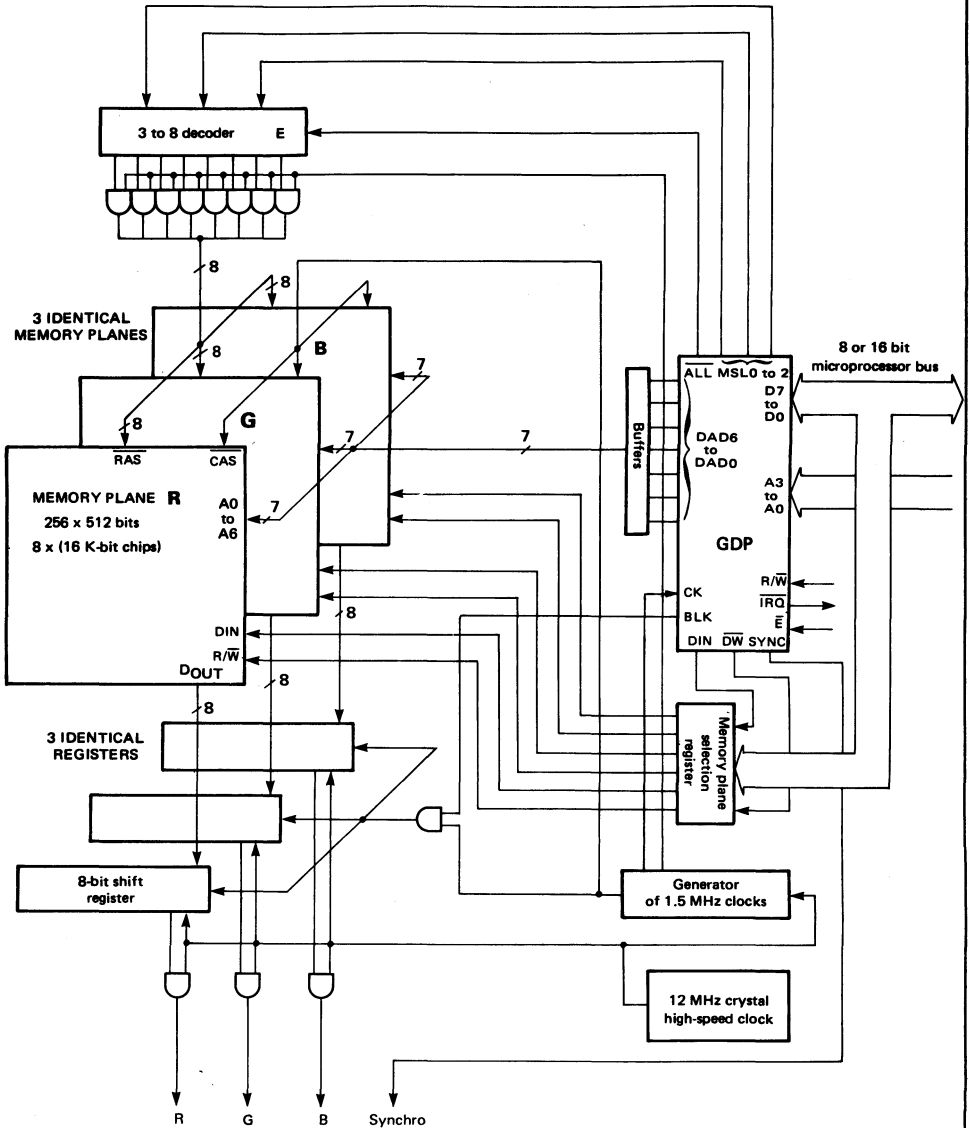 3 to 8 decoder E
8
8
3 IDENTICAL
MEMORY PLANES
8
B
7
8
G
7
7
RAS
CAS
MEMORY PLANE R
256 x 512 bits
8 x (16 K-bit chips)
A0
to
A6
7
DIN
R/W
DOUT
8
8
8
3 IDENTICAL
REGISTERS
8-bit shift
register
Buffers
ALL MSL0 to 2
D7
to
D0
DAD6
to
DAD0
A3
to
A0
GDP
CK
BLK
R/W
IRQ
E
DIN DW SYNC
8 or 16 bit
microprocessor bus
Memory plane
selection
register
Generator
of 1.5 MHz clocks
12 MHz crystal
high-speed clock
R
G
B
Synchro